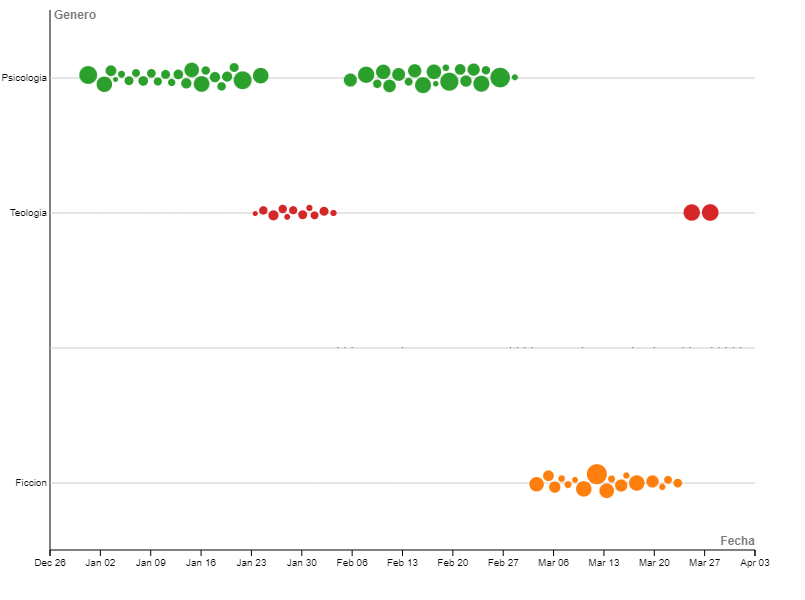 Genero
Psicologia
Teologia
Ficcion
Fecha
Dec 26 Jan 02 Jan 09 Jan 16 Jan 23 Jan 30 Feb 06 Feb 13 Feb 20 Feb 27 Mar 06 Mar 13 Mar 20 Mar 27 Apr 03